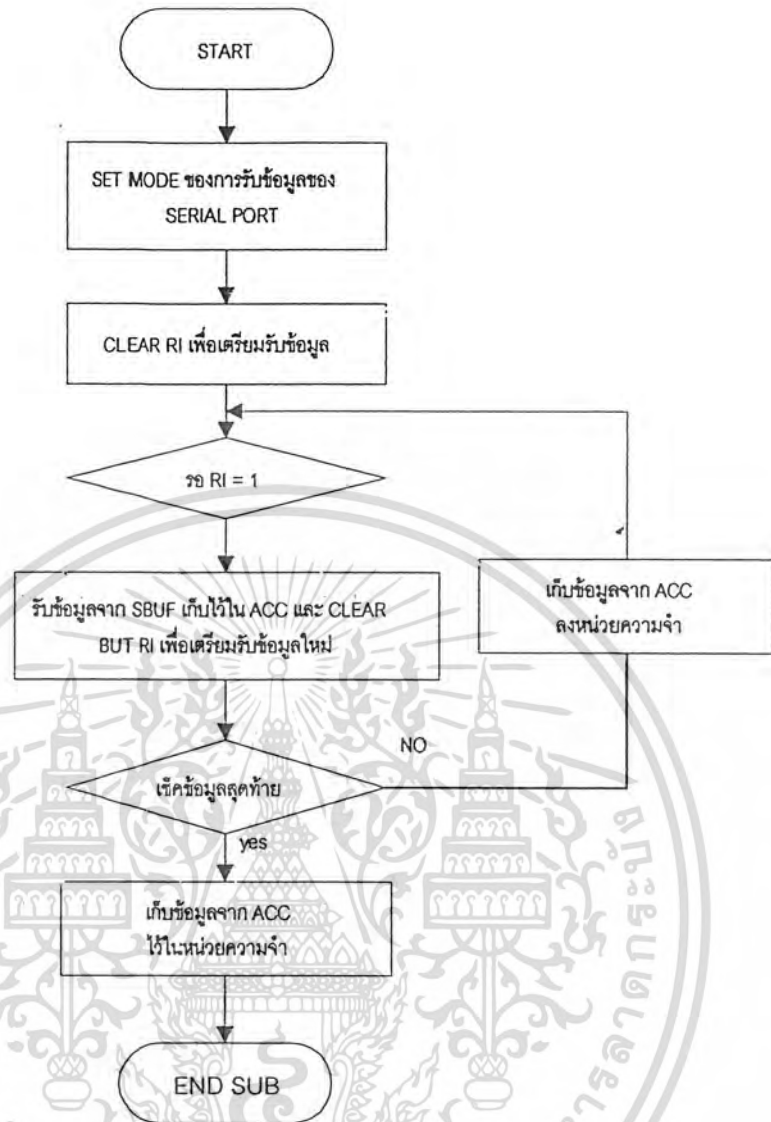 START
SET MODE ของการรับข้อมูลของ
SERIAL PORT
CLEAR RI เพื่อเตรียมรับข้อมูล
รอ RI = 1
รับข้อมูลจาก SBUF เก็บไว้ใน ACC และ CLEAR
BUT RI เพื่อเตรียมรับข้อมูลใหม่
เก็บข้อมูลจาก ACC
ลงหน่วยความจำ
NO
เช็คข้อมูลสุดท้าย
yes
เก็บข้อมูลจาก ACC
ไว้ในหน่วยความจำ
END SUB